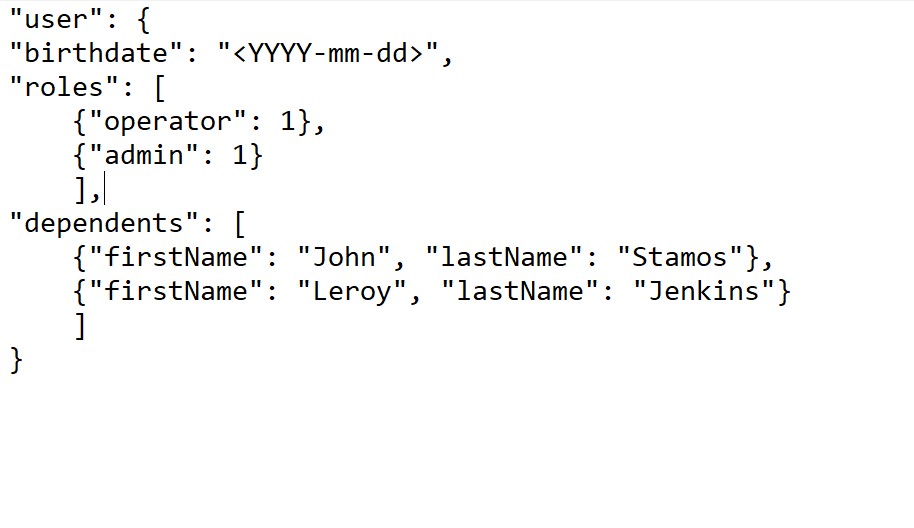 "user": {
"birthdate": "<YYYY-mm-dd>",
"roles": [
    {"operator": 1},
    {"admin": 1}
    ],
"dependents": [
    {"firstName": "John", "lastName": "Stamos"},
    {"firstName": "Leroy", "lastName": "Jenkins"}
    ]
}